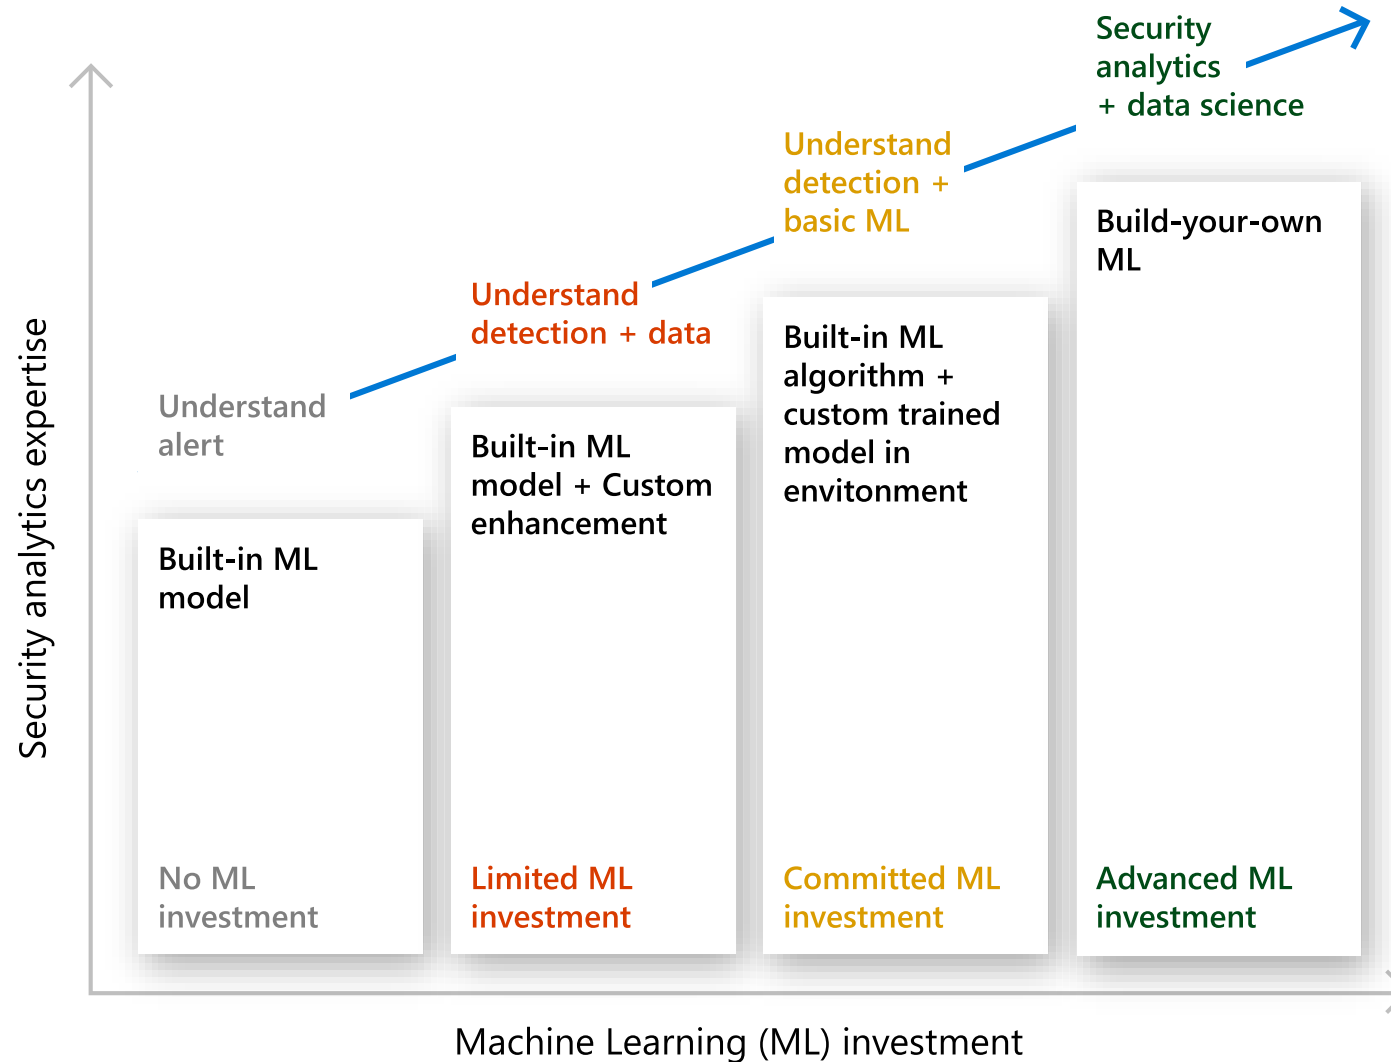 Security
analytics
+ data science
Understand
detection +
basic ML
Understand
detection + data
Understand
alert
Build-your-own
ML
Built-in ML
algorithm +
custom trained
model in
envitonment
Built-in ML
model + Custom
enhancement
Built-in ML
model
No ML
investment
Limited ML
investment
Committed ML
investment
Advanced ML
investment
Security analytics expertise
Machine Learning (ML) investment